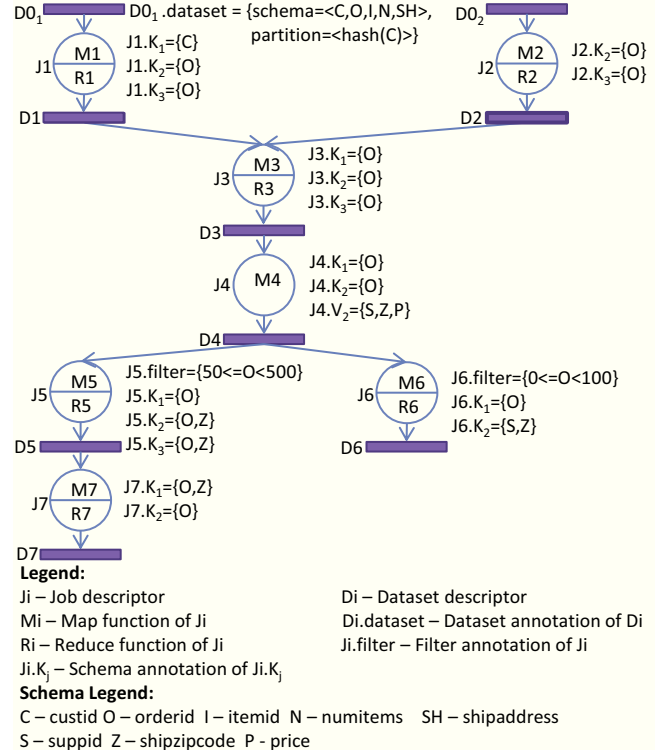 D0₁ D0₁.dataset = {schema=<C,O,I,N,SH>,
partition=<hash(C)>}
D0₂
J1 M1 R1
J1.K₁={C}
J1.K₂={O}
J1.K₃={O}
J2 M2 R2
J2.K₂={O}
J2.K₃={O}
D1
D2
J3 M3 R3
J3.K₁={O}
J3.K₂={O}
J3.K₃={O}
D3
J4 M4
J4.K₁={O}
J4.K₂={O}
J4.V₂={S,Z,P}
D4
J5 M5 R5
J5.filter={50<=O<500}
J5.K₁={O}
J5.K₂={O,Z}
J5.K₃={O,Z}
J6 M6 R6
J6.filter={0<=O<100}
J6.K₁={O}
J6.K₂={S,Z}
D5
D6
J7 M7 R7
J7.K₁={O,Z}
J7.K₂={O}
D7
Legend:
Ji – Job descriptor Di – Dataset descriptor
Mi – Map function of Ji Di.dataset – Dataset annotation of Di
Ri – Reduce function of Ji Ji.filter – Filter annotation of Ji
Ji.Kⱼ – Schema annotation of Ji.Kⱼ
Schema Legend:
C – custid O – orderid I – itemid N – numitems SH – shipaddress
S – suppid Z – shipzipcode P - price